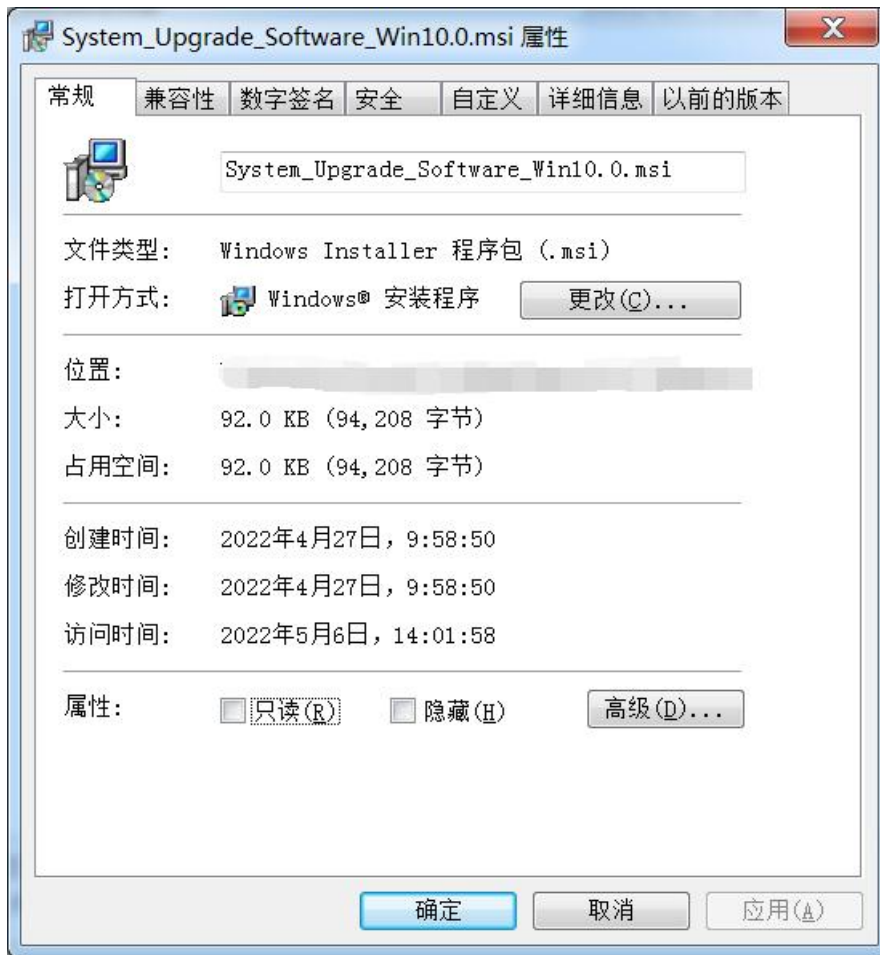 System_Upgrade_Software_Win10.0.msi 属性
常规 兼容性 数字签名 安全 自定义 详细信息 以前的版本
System_Upgrade_Software_Win10.0.msi
文件类型: Windows Installer 程序包 (.msi)
打开方式: Windows® 安装程序 更改(C)...
位置:
大小: 92.0 KB (94,208 字节)
占用空间: 92.0 KB (94,208 字节)
创建时间: 2022年4月27日，9:58:50
修改时间: 2022年4月27日，9:58:50
访问时间: 2022年5月6日，14:01:58
属性: 只读(R) 隐藏(H) 高级(D)...
确定 取消 应用(A)